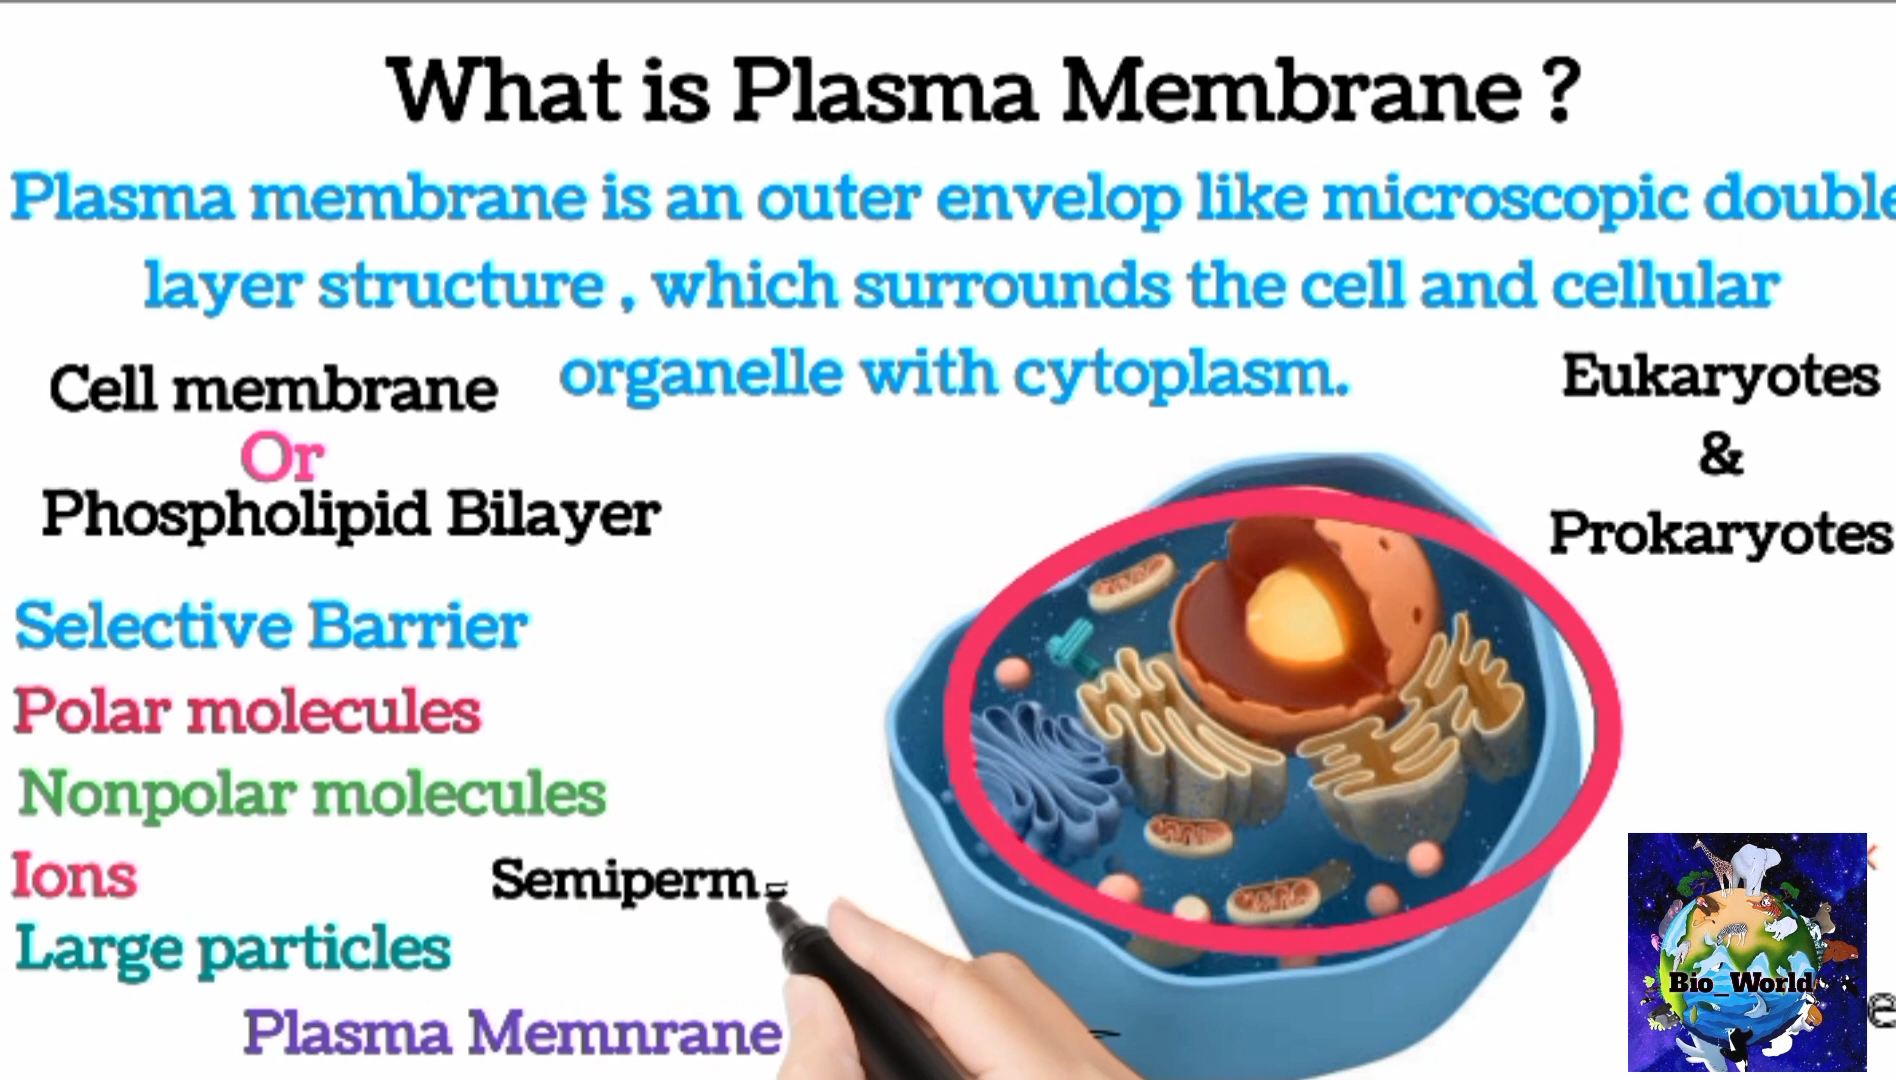 What is Plasma Membrane ?
Plasma membrane is an outer envelop like microscopic double
layer structure , which surrounds the cell and cellular
organelle with cytoplasm.
Cell membrane
Or
Phospholipid Bilayer
Eukaryotes
&
Prokaryotes
Selective Barrier
Polar molecules
Nonpolar molecules
Ions
Semiperm
Large particles
Plasma Memnrane
Bio_World